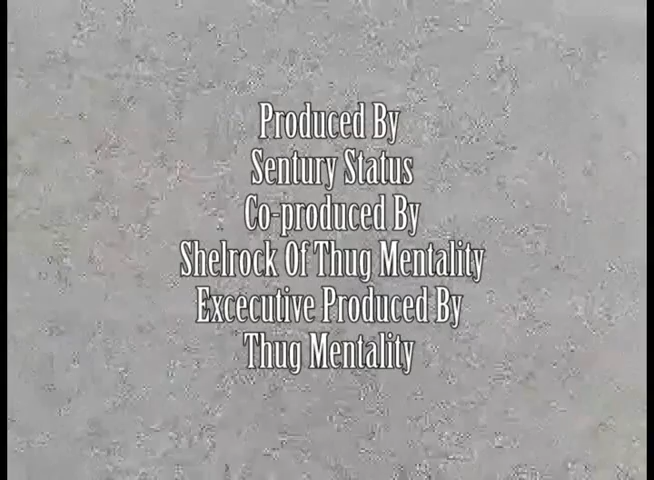 Produced By
Sentury Status
Co-produced By
Shelrock Of Thug Mentality
Excecutive Produced By
Thug Mentality